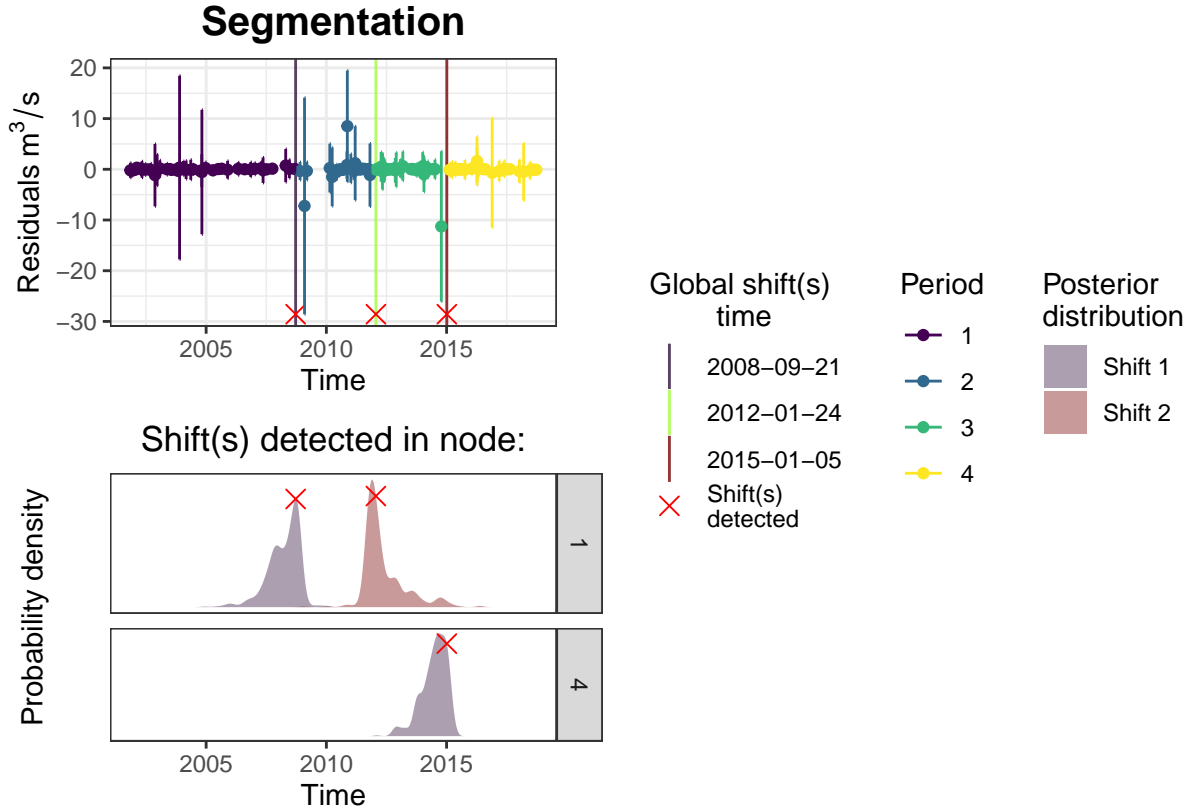 Segmentation
Residuals m³/s
20
10
0
−10
−20
−30
2005
2010
2015
Time
Shift(s) detected in node:
Probability density
1
4
2005
2010
2015
Time
Global shift(s)
time
2008−09−21
2012−01−24
2015−01−05
Shift(s)
detected
Period
1
2
3
4
Posterior
distribution
Shift 1
Shift 2